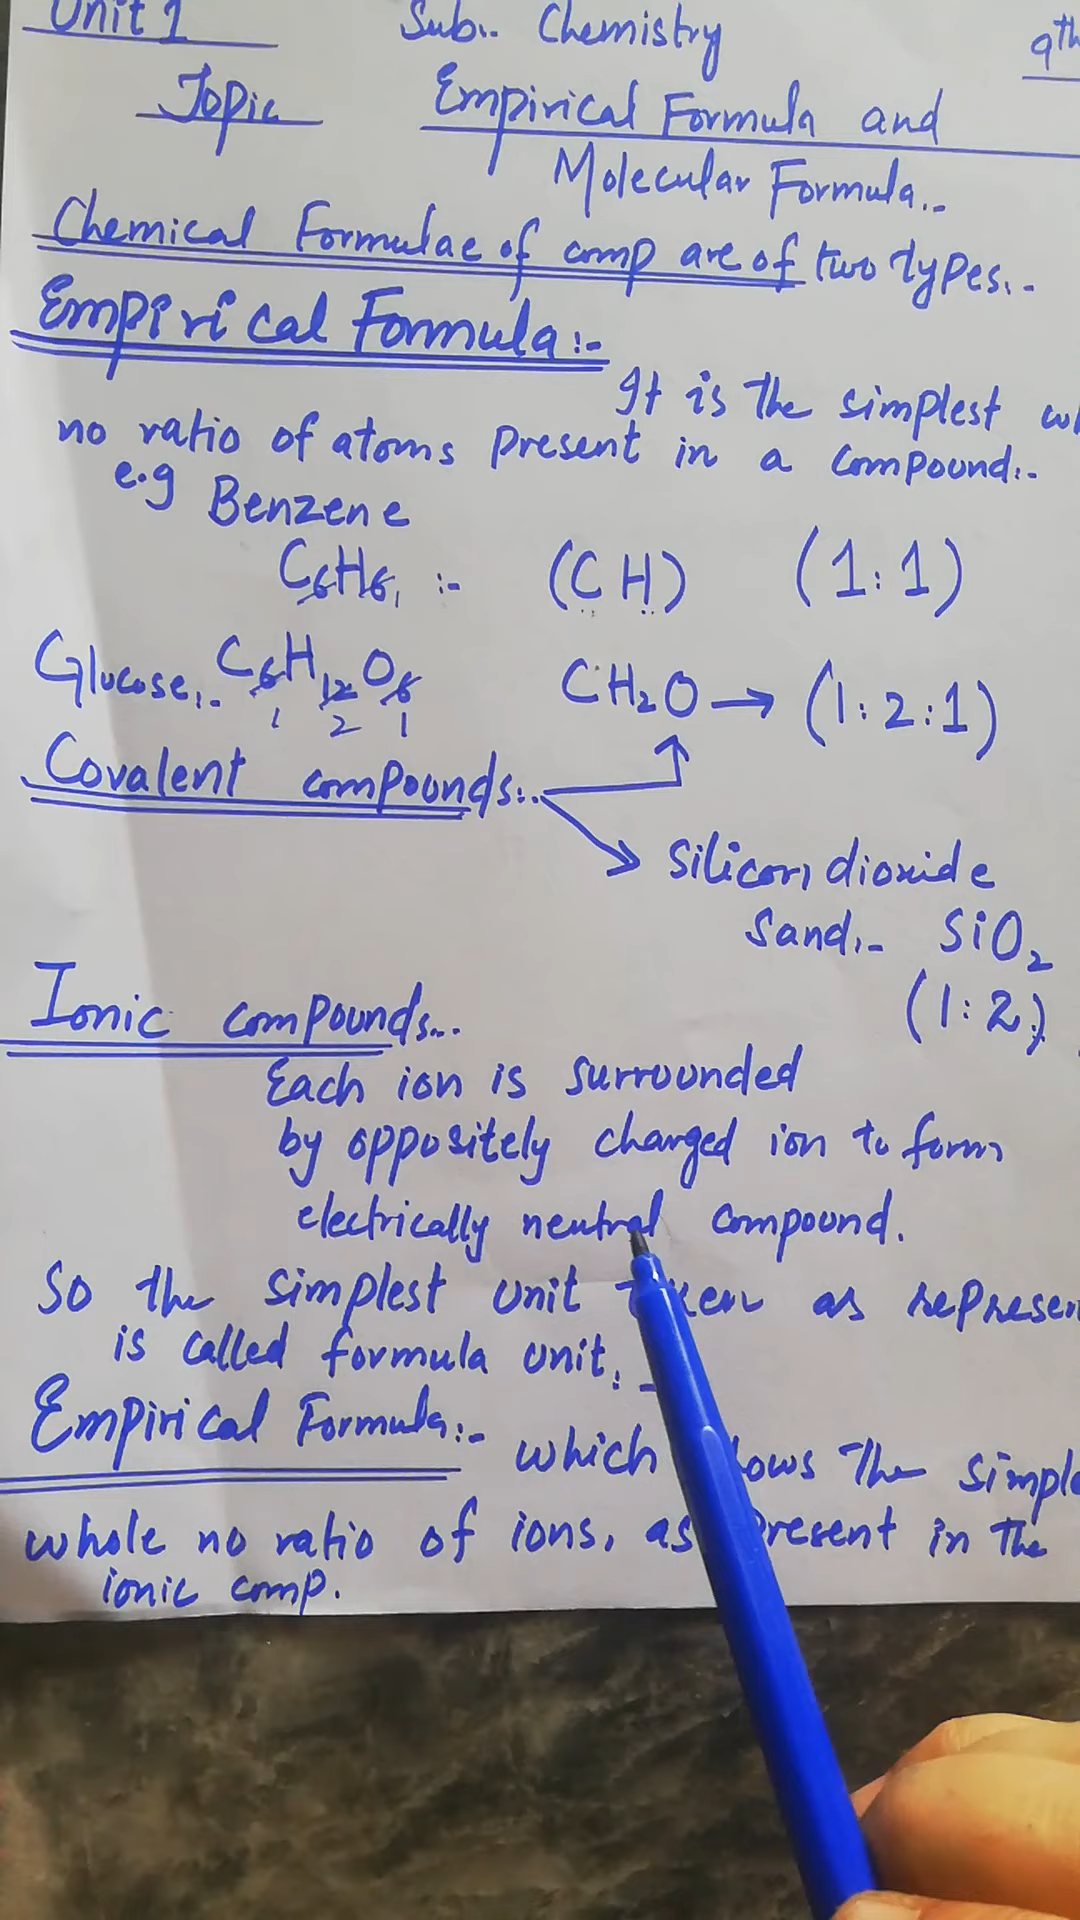 Unit 1 Sub.. Chemistry 9th
Topic Empirical Formula and
Molecular Formula..
Chemical Formulae of comp are of two types..
Empirical Formula:-
It is the simplest
no ratio of atoms present in a compound:-
e.g Benzene
C6H6, :- (CH) (1:1)
Glucose:. C6H12O6 CH2O → (1:2:1)
1 2 1
Covalent compounds:..
Silicon dioxide
Sand:- SiO2
(1:2)
Ionic compounds...
Each ion is surrounded
by oppositely charged ion to form
electrically neutral compound.
So the simplest unit as
is called formula unit:-
Empirical Formula:- which the
whole no ratio of ions, as present in the
ionic comp.